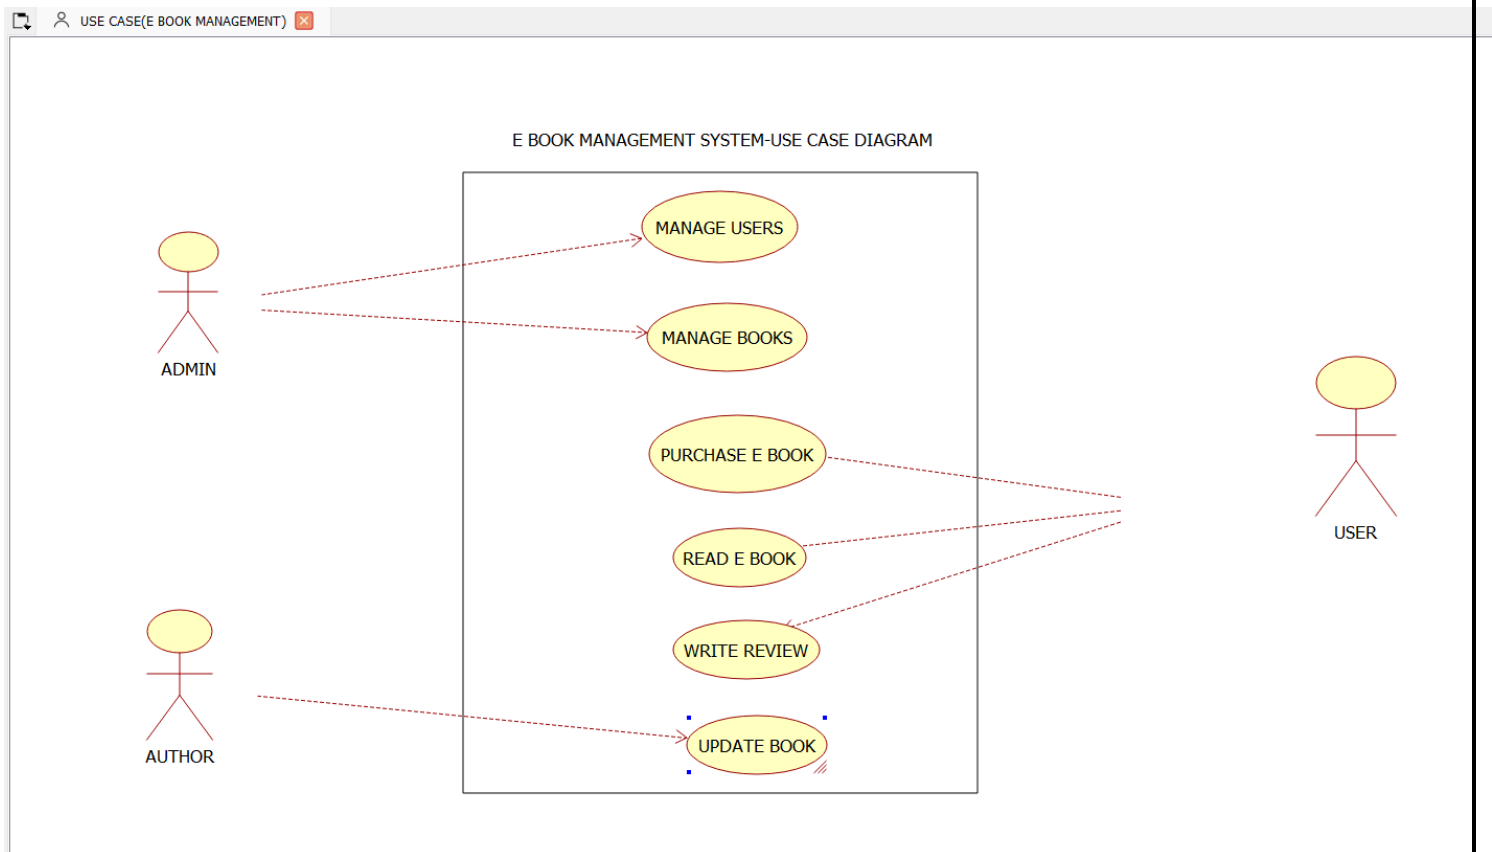 USE CASE(E BOOK MANAGEMENT)
E BOOK MANAGEMENT SYSTEM-USE CASE DIAGRAM
MANAGE USERS
MANAGE BOOKS
ADMIN
PURCHASE E BOOK
USER
READ E BOOK
WRITE REVIEW
UPDATE BOOK
AUTHOR